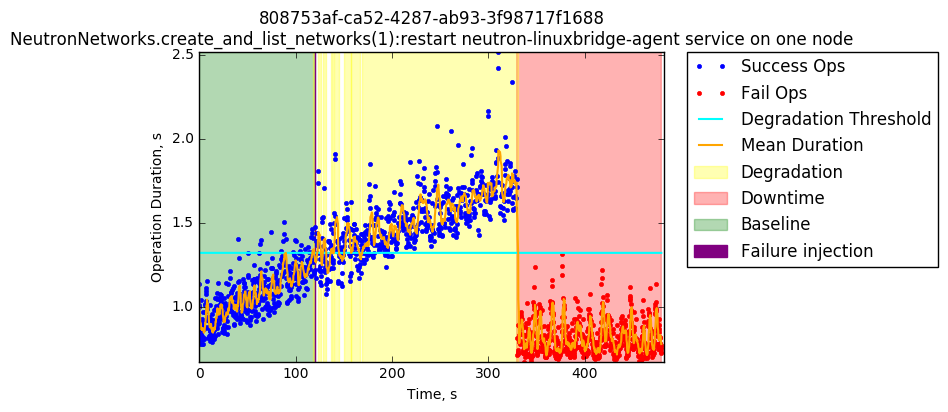 808753af-ca52-4287-ab93-3f98717f1688
NeutronNetworks.create_and_list_networks(1):restart neutron-linuxbridge-agent service on one node
2.5
2.0
1.5
1.0
Operation Duration, s
0 100 200 300 400
Time, s
Success Ops
Fail Ops
Degradation Threshold
Mean Duration
Degradation
Downtime
Baseline
Failure injection